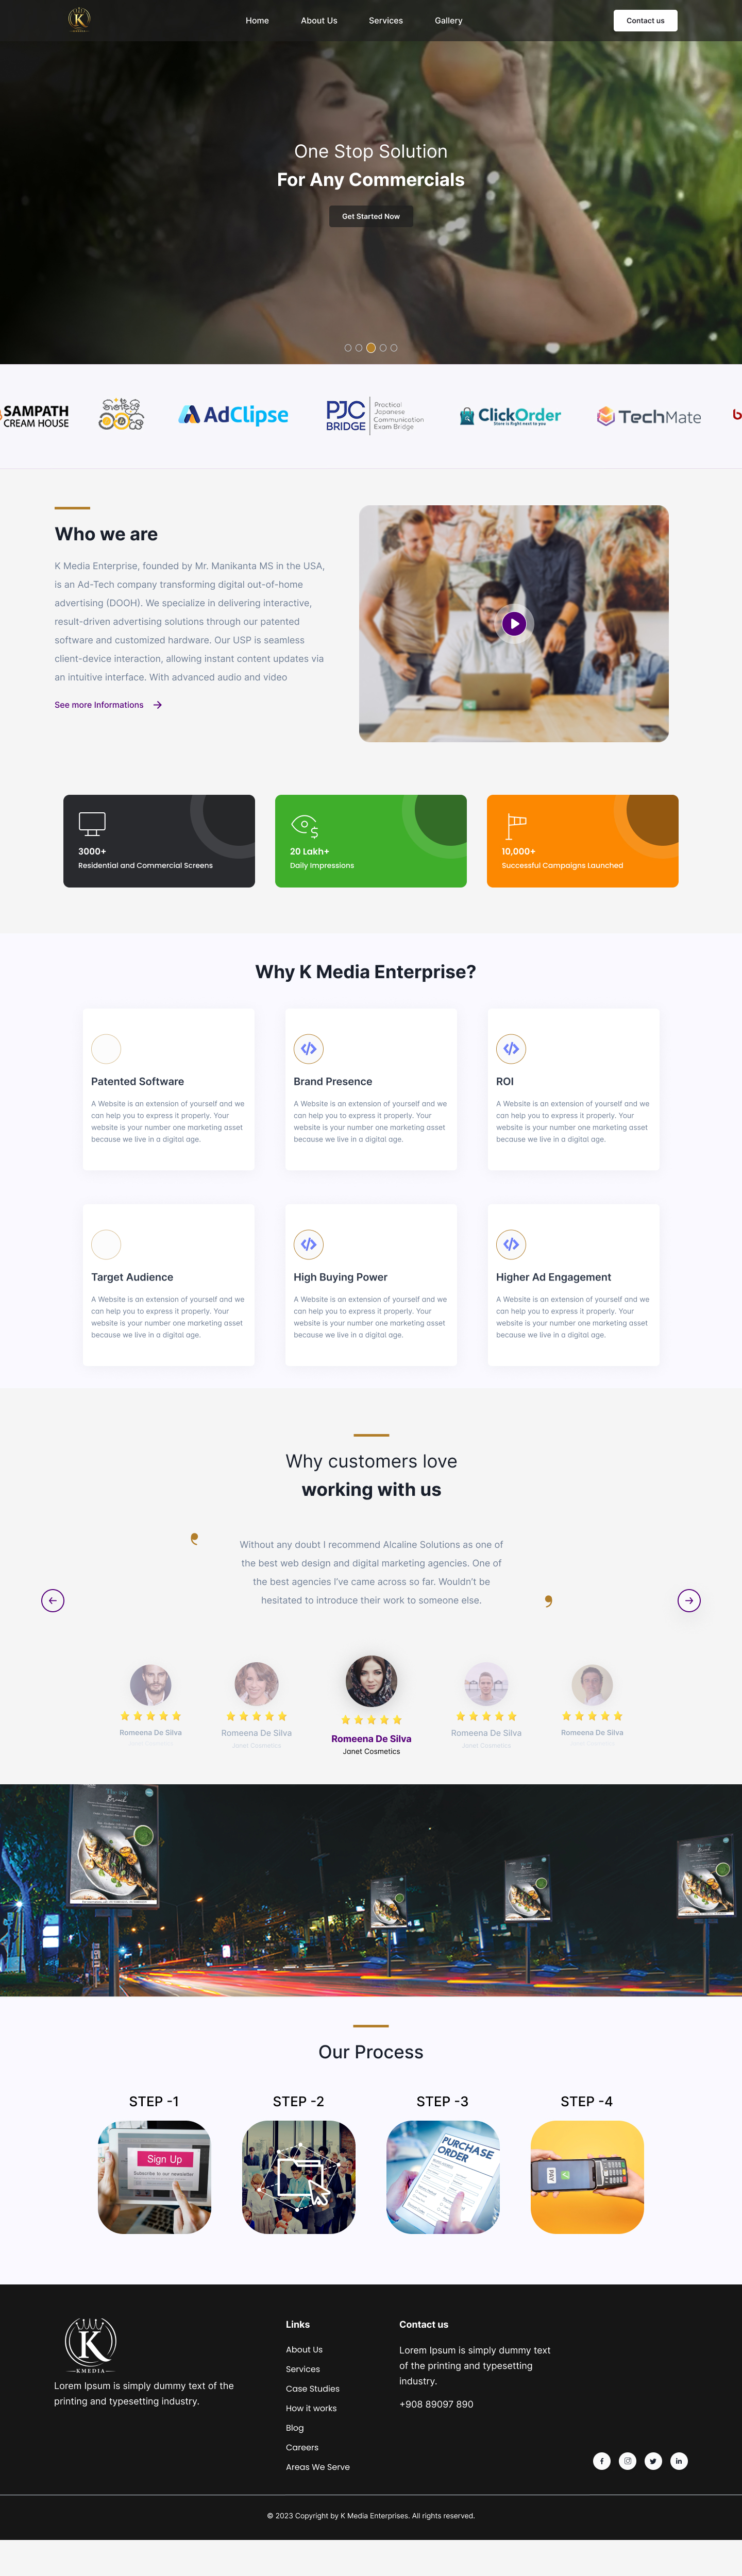 K
Home About Us Services Gallery Contact us
One Stop Solution
For Any Commercials
Get Started Now
SAMPATH
CREAM HOUSE
AdClipse
PJC
BRIDGE
Practical
Japanese
Communication
Exam Bridge
ClickOrder
Store is Right next to you
TechMate
b
Who we are
K Media Enterprise, founded by Mr. Manikanta MS in the USA,
is an Ad-Tech company transforming digital out-of-home
advertising (DOOH). We specialize in delivering interactive,
result-driven advertising solutions through our patented
software and customized hardware. Our USP is seamless
client-device interaction, allowing instant content updates via
an intuitive interface. With advanced audio and video
See more Informations
3000+
Residential and Commercial Screens
20 Lakh+
Daily Impressions
10,000+
Successful Campaigns Launched
Why K Media Enterprise?
Patented Software
A Website is an extension of yourself and we
can help you to express it properly. Your
website is your number one marketing asset
because we live in a digital age.
Brand Presence
A Website is an extension of yourself and we
can help you to express it properly. Your
website is your number one marketing asset
because we live in a digital age.
ROI
A Website is an extension of yourself and we
can help you to express it properly. Your
website is your number one marketing asset
because we live in a digital age.
Target Audience
A Website is an extension of yourself and we
can help you to express it properly. Your
website is your number one marketing asset
because we live in a digital age.
High Buying Power
A Website is an extension of yourself and we
can help you to express it properly. Your
website is your number one marketing asset
because we live in a digital age.
Higher Ad Engagement
A Website is an extension of yourself and we
can help you to express it properly. Your
website is your number one marketing asset
because we live in a digital age.
Why customers love
working with us
Without any doubt I recommend Alcaline Solutions as one of
the best web design and digital marketing agencies. One of
the best agencies I've came across so far. Wouldn't be
hesitated to introduce their work to someone else.
Romeena De Silva
Romeena De Silva
Janet Cosmetics
Romeena De Silva
Janet Cosmetics
Romeena De Silva
Janet Cosmetics
Romeena De Silva
Brunch
Our Process
STEP -1
STEP -2
STEP -3
STEP -4
Sign Up
Subscribe to our newsletter
PURCHASE
ORDER
PAY
K
KMEDIA
Lorem Ipsum is simply dummy text of the
printing and typesetting industry.
Links
About Us
Services
Case Studies
How it works
Blog
Careers
Areas We Serve
Contact us
Lorem Ipsum is simply dummy text
of the printing and typesetting
industry.
+908 89097 890
© 2023 Copyright by K Media Enterprises. All rights reserved.